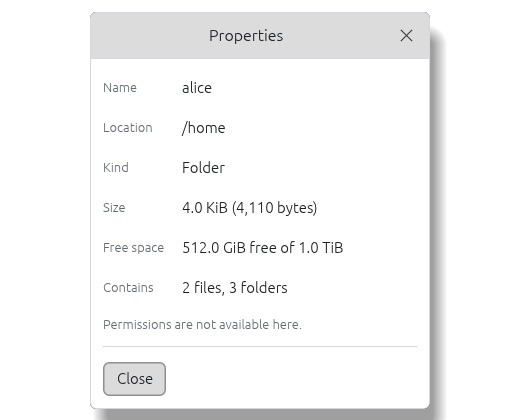 Properties
Name alice
Location /home
Kind Folder
Size 4.0 KiB (4,110 bytes)
Free space 512.0 GiB free of 1.0 TiB
Contains 2 files, 3 folders
Permissions are not available here.
Close